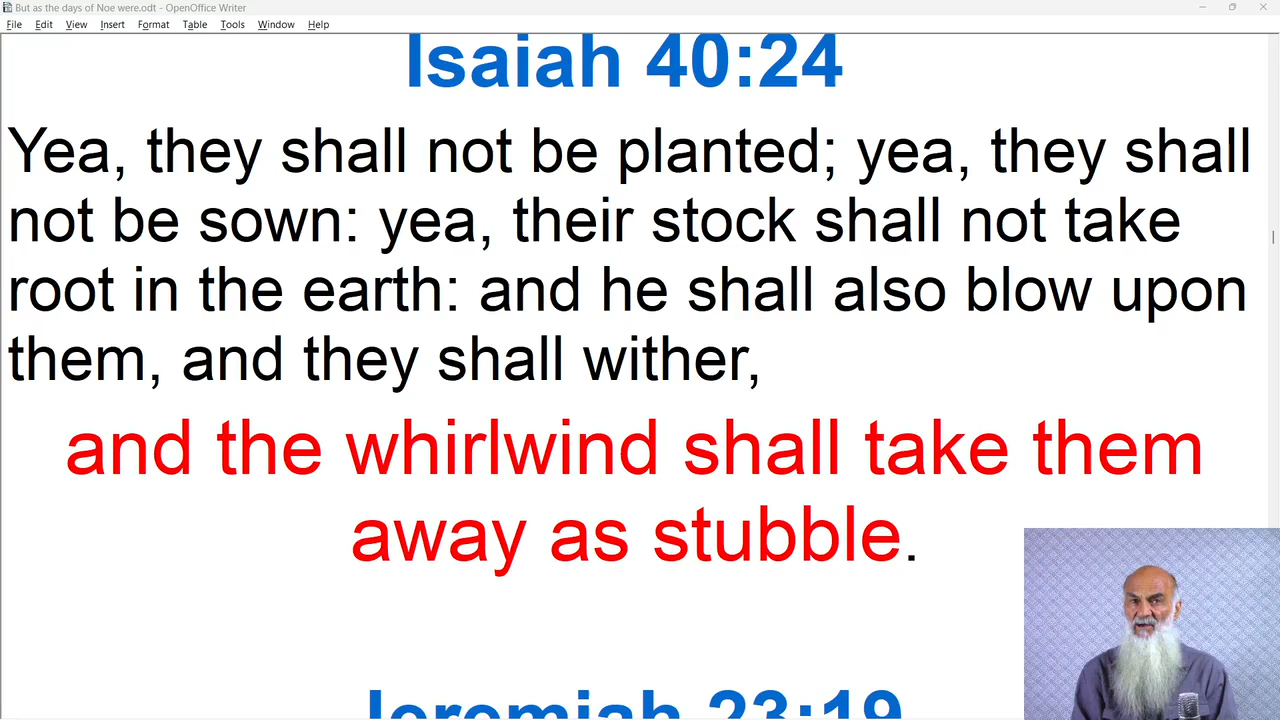 But as the days of Noe were.odt - OpenOffice Writer
File Edit View Insert Format Table Tools Window Help
Isaiah 40:24
Yea, they shall not be planted; yea, they shall
not be sown: yea, their stock shall not take
root in the earth: and he shall also blow upon
them, and they shall wither,
and the whirlwind shall take them
away as stubble.
Jeremiah 23:19